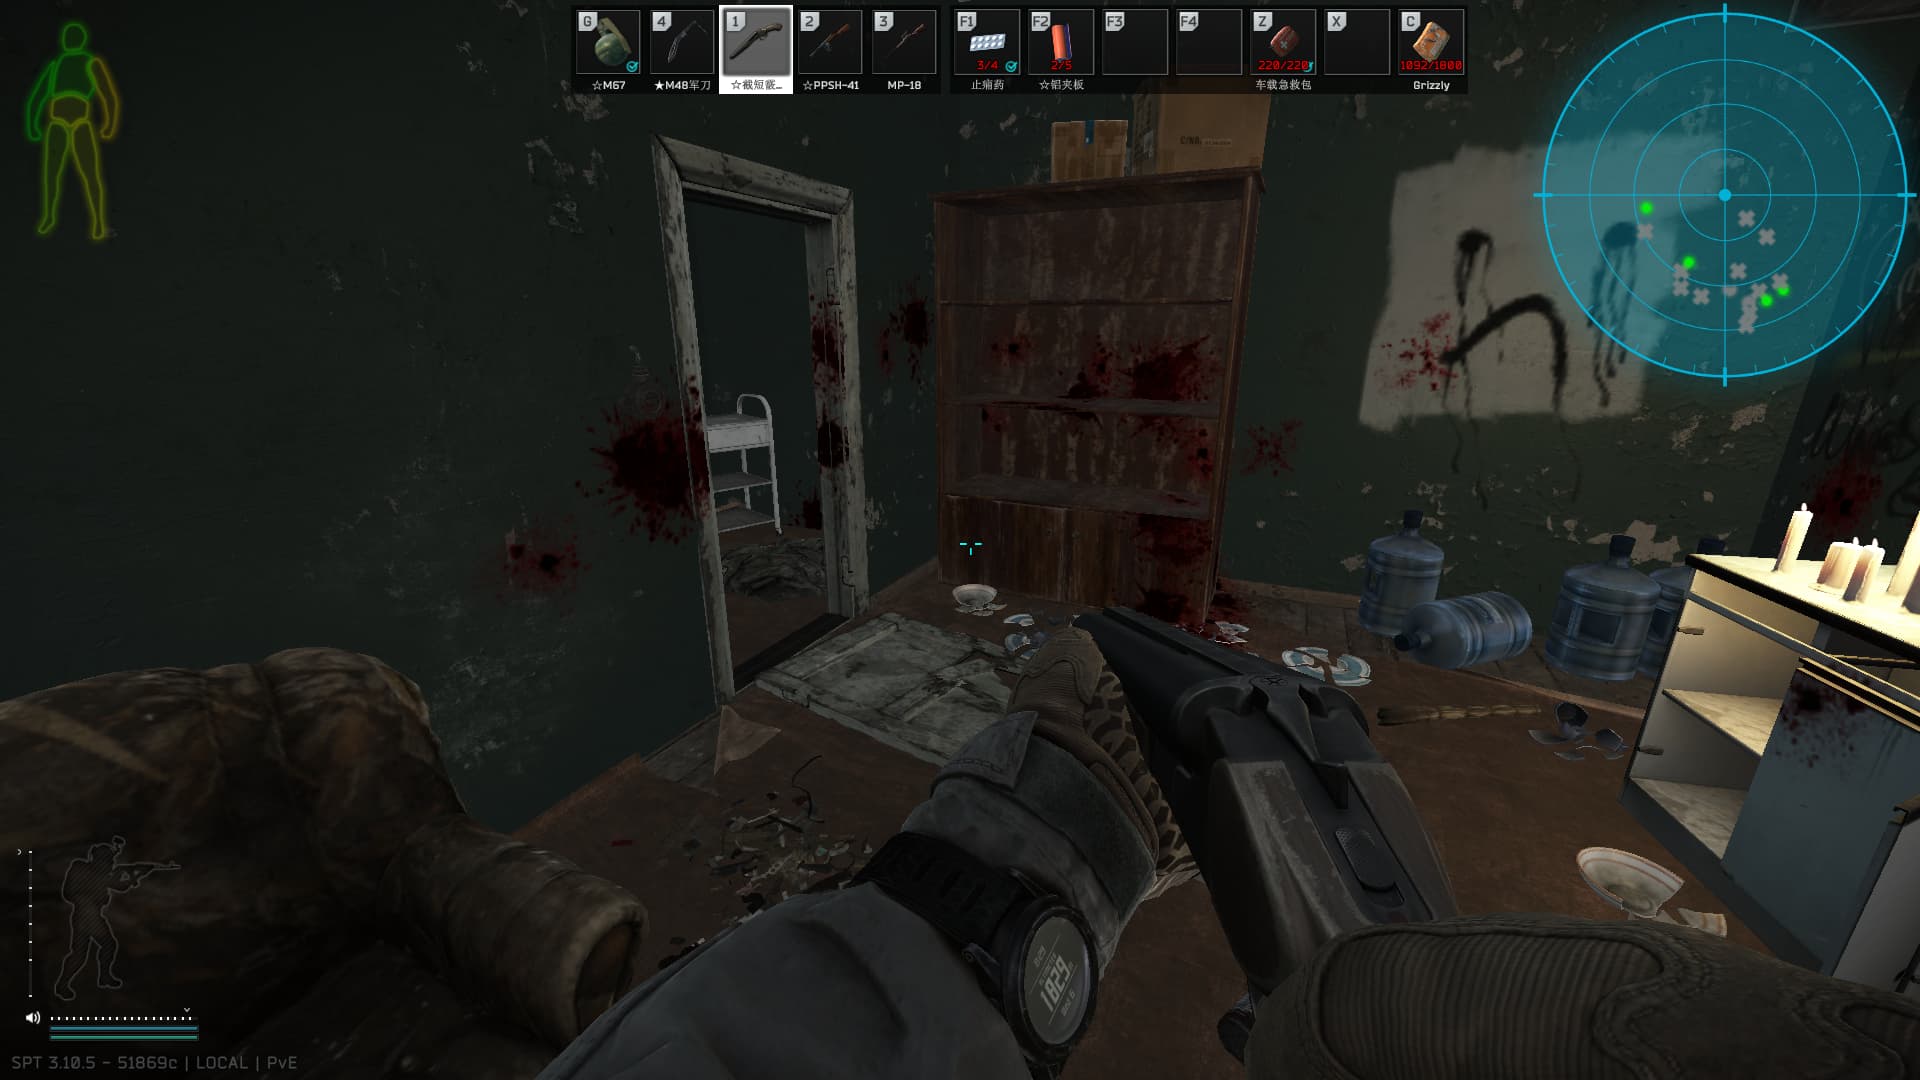 G
4
1
2
3
F1
F2
F3
F4
Z
X
C
3/4
2/5
220/220
1092/1800
☆M67
★M48军刀
☆截短霰…
☆PPSH-41
MP-18
止痛药
☆铝夹板
车载急救包
Grizzly
1829
SPT 3.10.5 - 51869c | LOCAL | PvE